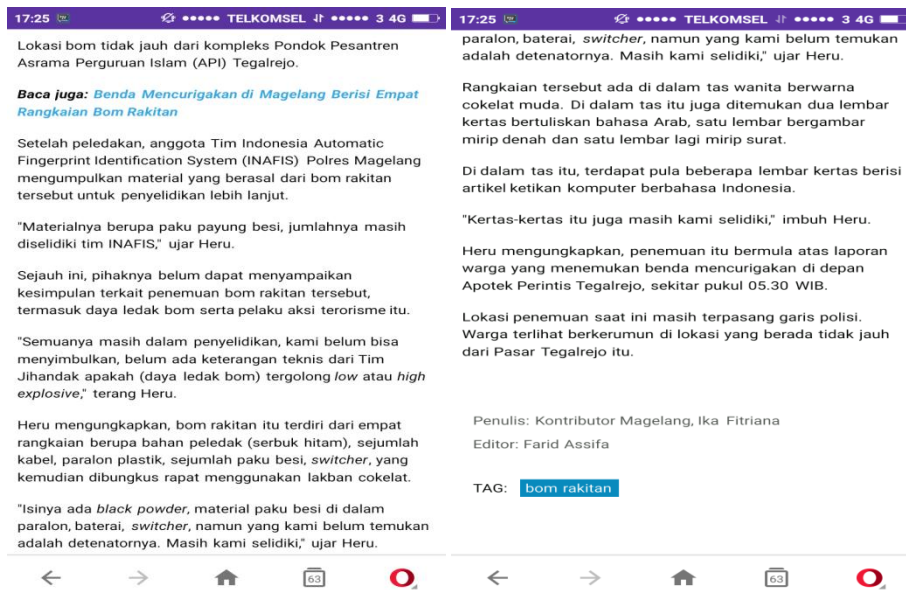 17:25 TELKOMSEL 3 4G
Lokasi bom tidak jauh dari kompleks Pondok Pesantren
Asrama Perguruan Islam (API) Tegalrejo.
Baca juga: Benda Mencurigakan di Magelang Berisi Empat
Rangkaian Bom Rakitan
Setelah peledakan, anggota Tim Indonesia Automatic
Fingerprint Identification System (INAFIS) Polres Magelang
mengumpulkan material yang berasal dari bom rakitan
tersebut untuk penyelidikan lebih lanjut.
"Materialnya berupa paku payung besi, jumlahnya masih
diselidiki tim INAFIS," ujar Heru.
Sejauh ini, pihaknya belum dapat menyampaikan
kesimpulan terkait penemuan bom rakitan tersebut,
termasuk daya ledak bom serta pelaku aksi terorisme itu.
"Semuanya masih dalam penyelidikan, kami belum bisa
menyimbulkan, belum ada keterangan teknis dari Tim
Jihandak apakah (daya ledak bom) tergolong low atau high
explosive," terang Heru.
Heru mengungkapkan, bom rakitan itu terdiri dari empat
rangkaian berupa bahan peledak (serbuk hitam), sejumlah
kabel, paralon plastik, sejumlah paku besi, switcher, yang
kemudian dibungkus rapat menggunakan lakban cokelat.
"Isinya ada black powder, material paku besi di dalam
paralon, baterai, switcher, namun yang kami belum temukan
adalah detenatornya. Masih kami selidiki," ujar Heru.
63
17:25 TELKOMSEL 3 4G
paralon, baterai, switcher, namun yang kami belum temukan
adalah detenatornya. Masih kami selidiki," ujar Heru.
Rangkaian tersebut ada di dalam tas wanita berwarna
cokelat muda. Di dalam tas itu juga ditemukan dua lembar
kertas bertuliskan bahasa Arab, satu lembar bergambar
mirip denah dan satu lembar lagi mirip surat.
Di dalam tas itu, terdapat pula beberapa lembar kertas berisi
artikel ketikan komputer berbahasa Indonesia.
"Kertas-kertas itu juga masih kami selidiki," imbuh Heru.
Heru mengungkapkan, penemuan itu bermula atas laporan
warga yang menemukan benda mencurigakan di depan
Apotek Perintis Tegalrejo, sekitar pukul 05.30 WIB.
Lokasi penemuan saat ini masih terpasang garis polisi.
Warga terlihat berkerumun di lokasi yang berada tidak jauh
dari Pasar Tegalrejo itu.
Penulis: Kontributor Magelang, Ika Fitriana
Editor: Farid Assifa
TAG: bom rakitan
63